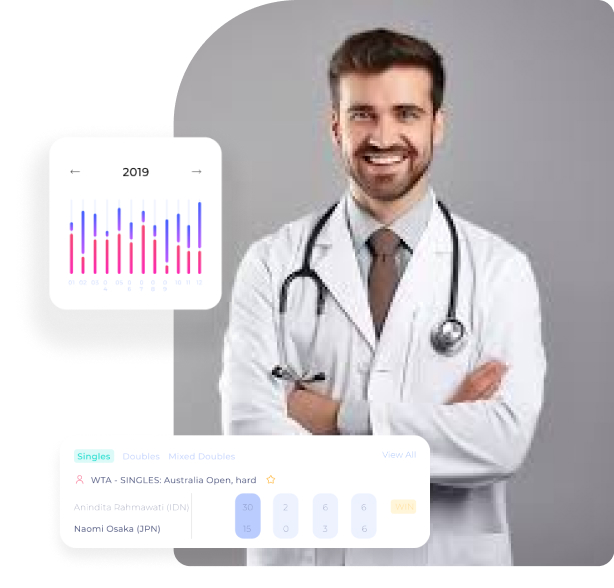 ← 2019 →
Singles Doubles Mixed Doubles View All
WTA - SINGLES: Australia Open, hard
Anindita Rahmawati (IDN) 30 2 6 6 WIN
Naomi Osaka (JPN) 15 0 3 6